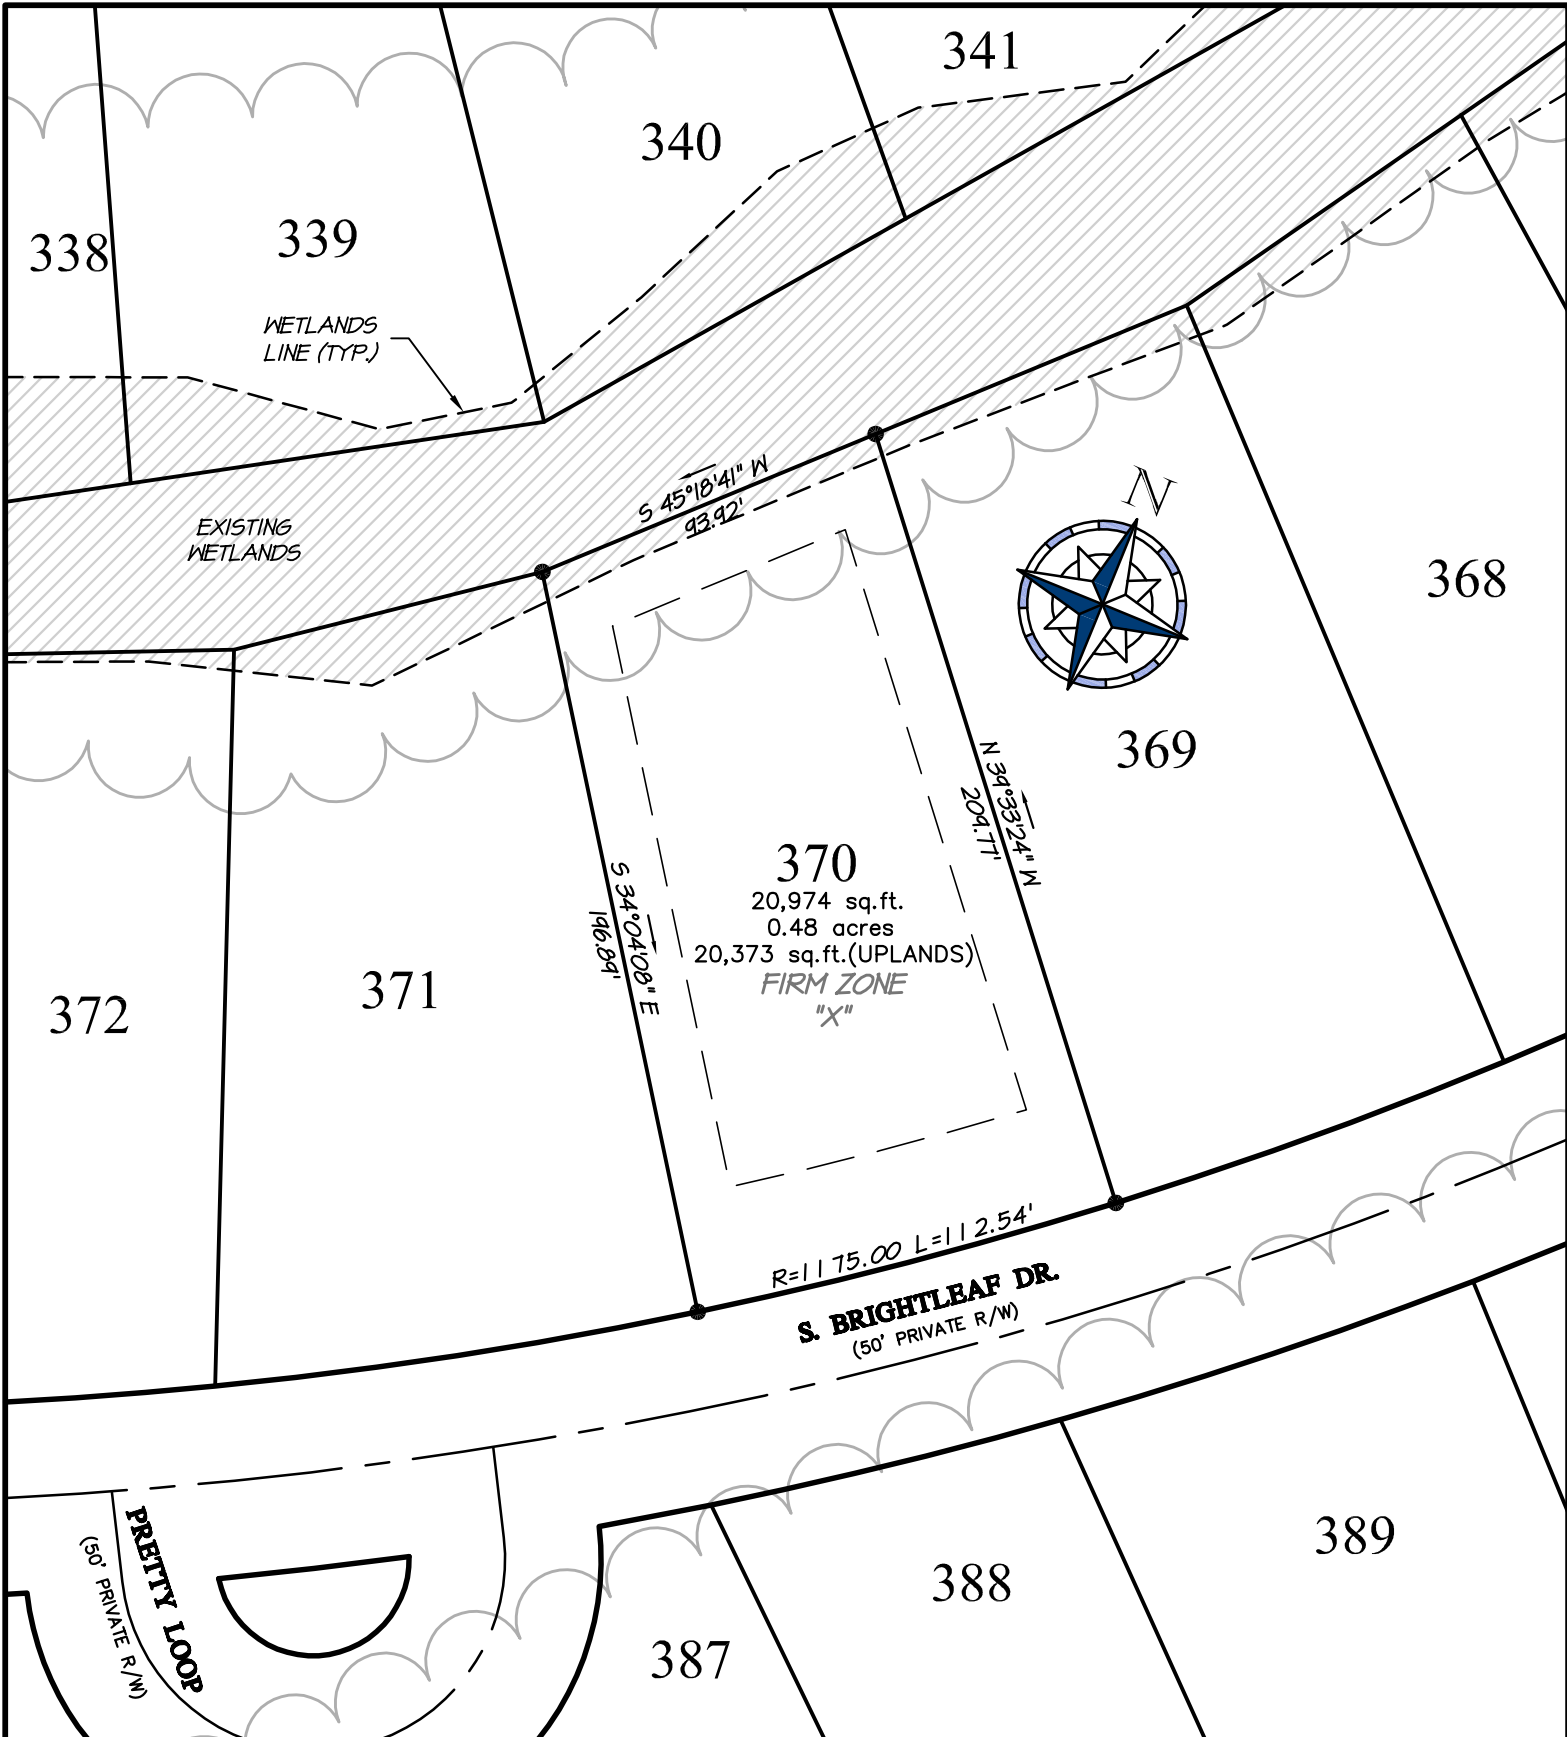 341
340
339
338
WETLANDS
LINE (TYP.)
S 45°18'41" W
93.92'
N
EXISTING
WETLANDS
368
369
N 39°33'24" W
209.77'
370
20,974 sq.ft.
0.48 acres
20,373 sq.ft.(UPLANDS)
FIRM ZONE
"X"
S 34°04'08" E
196.89'
371
372
R=1175.00 L=112.54'
S. BRIGHTLEAF DR.
(50' PRIVATE R/W)
PRETTY LOOP
(50' PRIVATE R/W)
389
388
387